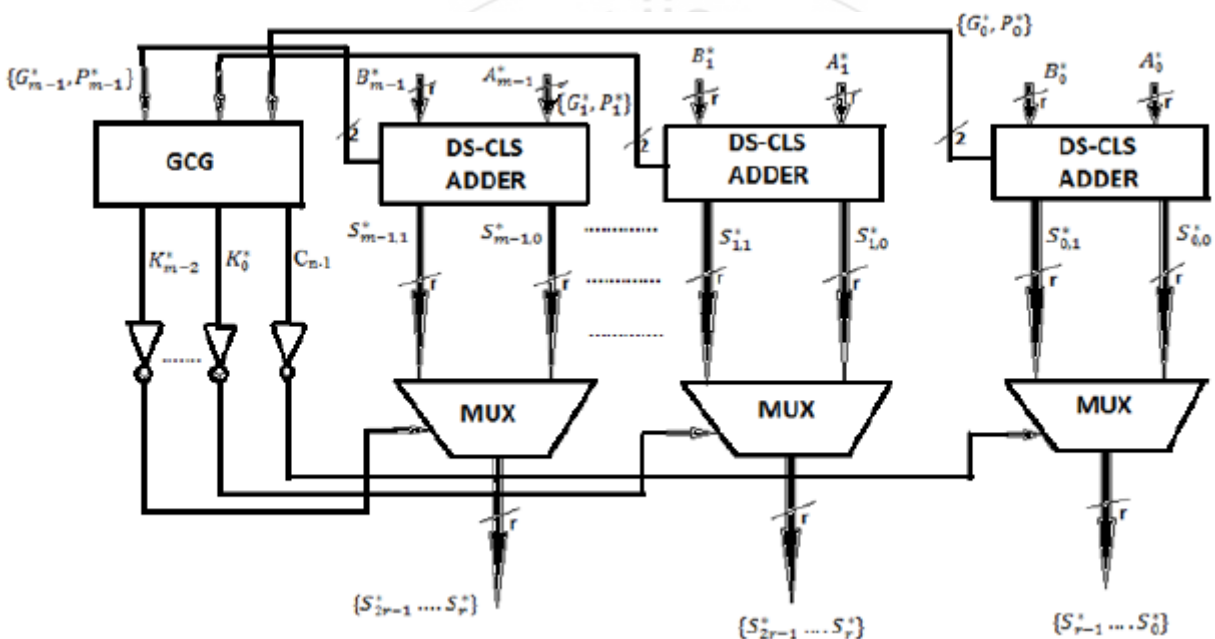 {G*₀, P*₀}
{G*ₘ₋₁, P*ₘ₋₁}
B*ₘ₋₁
r
A*ₘ₋₁
r
{G*₁, P*₁}
B*₁
r
A*₁
r
B*₀
r
A*₀
r
2
2
2
GCG
DS-CLS
ADDER
DS-CLS
ADDER
DS-CLS
ADDER
K*ₘ₋₂
K*₀
Cₙ.₁
S*ₘ₋₁,₁
S*ₘ₋₁,₀
..............
S*₁,₁
S*₁,₀
S*₀,₁
S*₀,₀
r
r
..............
r
r
r
r
........
..............
MUX
MUX
MUX
r
r
r
{S*₂ᵣ₋₁ .... S*ᵣ}
{S*₂ᵣ₋₁ .... S*ᵣ}
{S*ᵣ₋₁ .... S*₀}